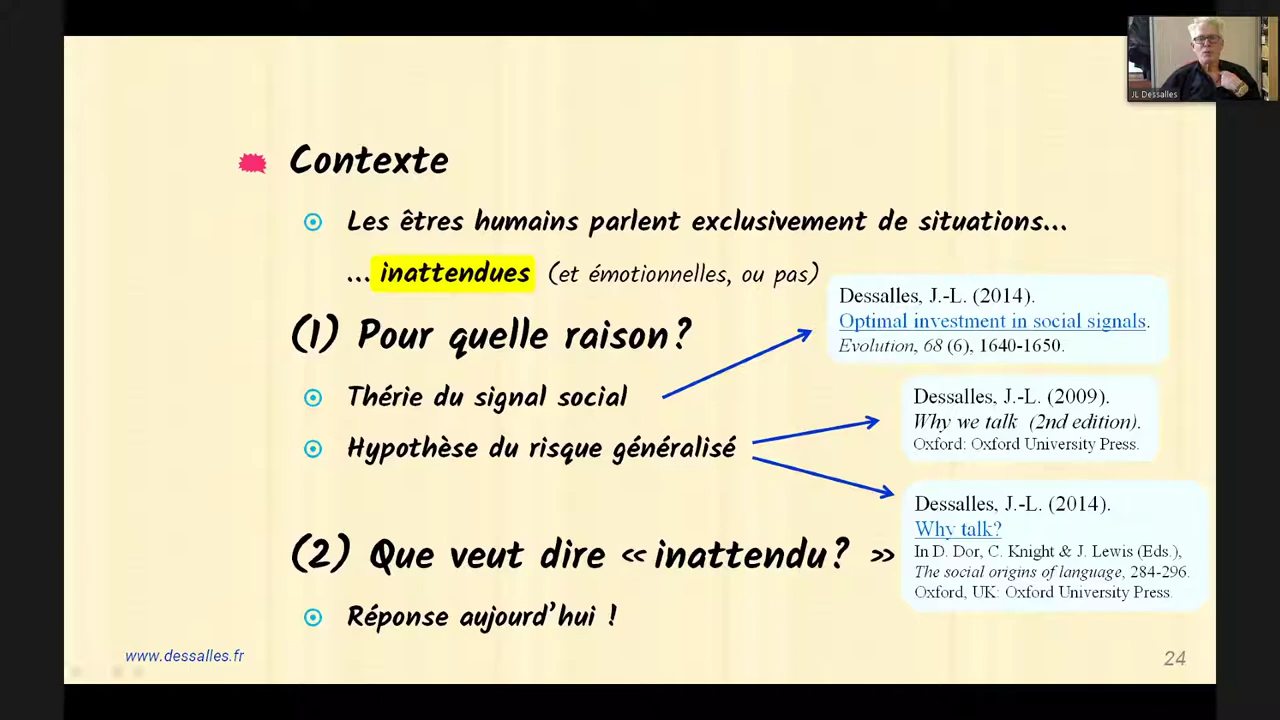 JL Dessalles
Contexte
Les êtres humains parlent exclusivement de situations...
...inattendues (et émotionnelles, ou pas)
(1) Pour quelle raison?
Thérie du signal social
Hypothèse du risque généralisé
Dessalles, J.-L. (2014).
Optimal investment in social signals.
Evolution, 68 (6), 1640-1650.
Dessalles, J.-L. (2009).
Why we talk (2nd edition).
Oxford: Oxford University Press.
Dessalles, J.-L. (2014).
Why talk?
In D. Dor, C. Knight & J. Lewis (Eds.),
The social origins of language, 284-296.
Oxford, UK: Oxford University Press.
(2) Que veut dire « inattendu? »
Réponse aujourd'hui !
www.dessalles.fr
24